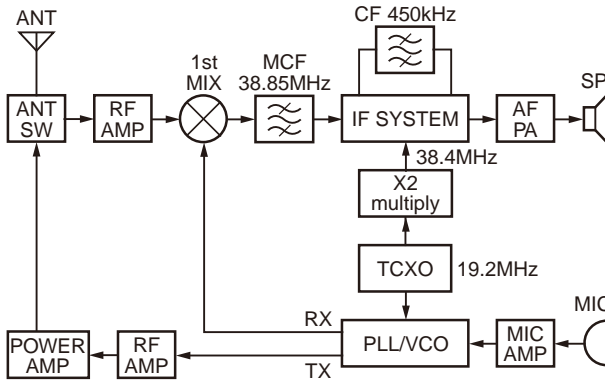 ANT
CF 450kHz
1st
MIX
MCF
38.85MHz
SP
ANT
SW
RF
AMP
IF SYSTEM
AF
PA
38.4MHz
X2
multiply
TCXO
19.2MHz
MIC
RX
POWER
AMP
RF
AMP
PLL/VCO
MIC
AMP
TX